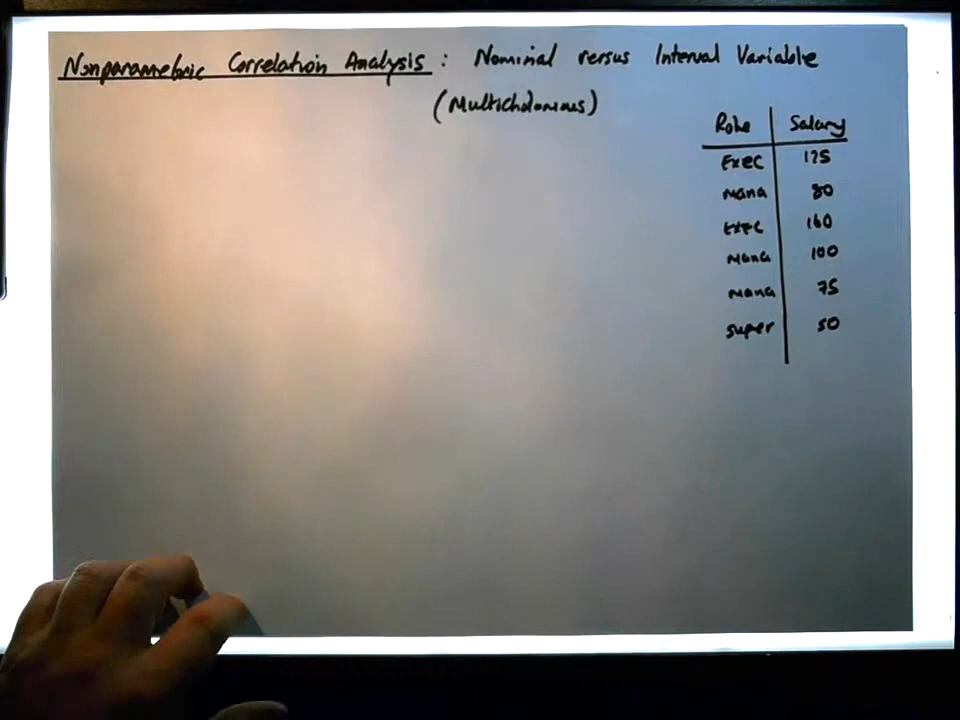 Nonparametric Correlation Analysis : Nominal versus Interval Variable
(Multichotomous)
Role Salary
Exec 125
Mana 80
Exec 160
Mana 100
Mana 75
Super 50